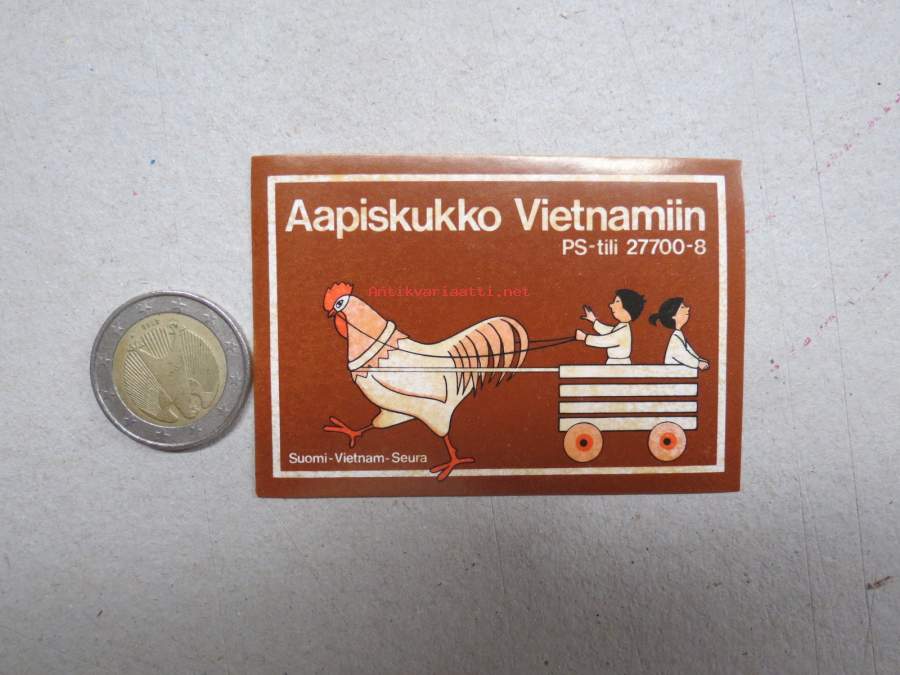 Aapiskukko Vietnamiin
PS-tili 27700-8
Antikvariaatti.net
Suomi-Vietnam-Seura